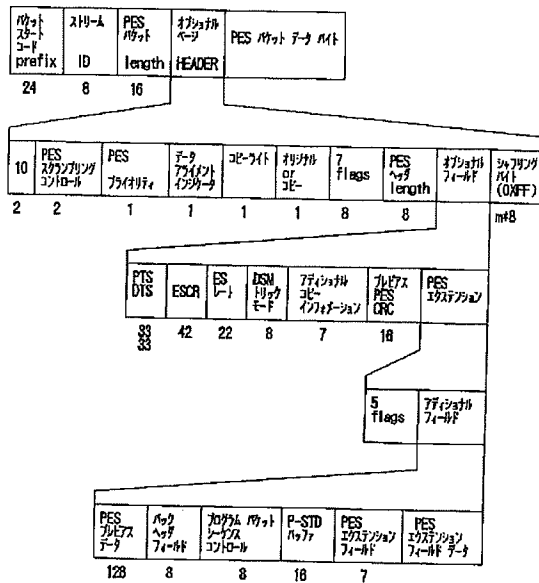 パケット
スタート
コード
prefix
ストリーム
ID
PES
パケット
length
オプショナル
ページ
HEADER
PES パケット データ バイト
24
8
16
10
PES
スクランブリング
コントロール
PES
プライオリティ
データ
アライメント
インジケータ
コピーライト
オリジナル
or
コピー
7
flags
PES
ヘッダ
length
オプショナル
フィールド
シャフリング
バイト
(0XFF)
2
2
1
1
1
1
8
8
m*8
PTS
DTS
ESCR
ES
レート
DSM
トリック
モード
アディショナル
コピー
インフォメーション
プレビアス
PES
CRC
PES
エクステンション
33
33
42
22
8
7
16
5
flags
アディショナル
フィールド
PES
プレビアス
データ
パック
ヘッダ
フィールド
プログラム パケット
シーケンス
コントロール
P-STD
バッファ
PES
エクステンション
フィールド
PES
エクステンション
フィールド データ
128
8
8
16
7